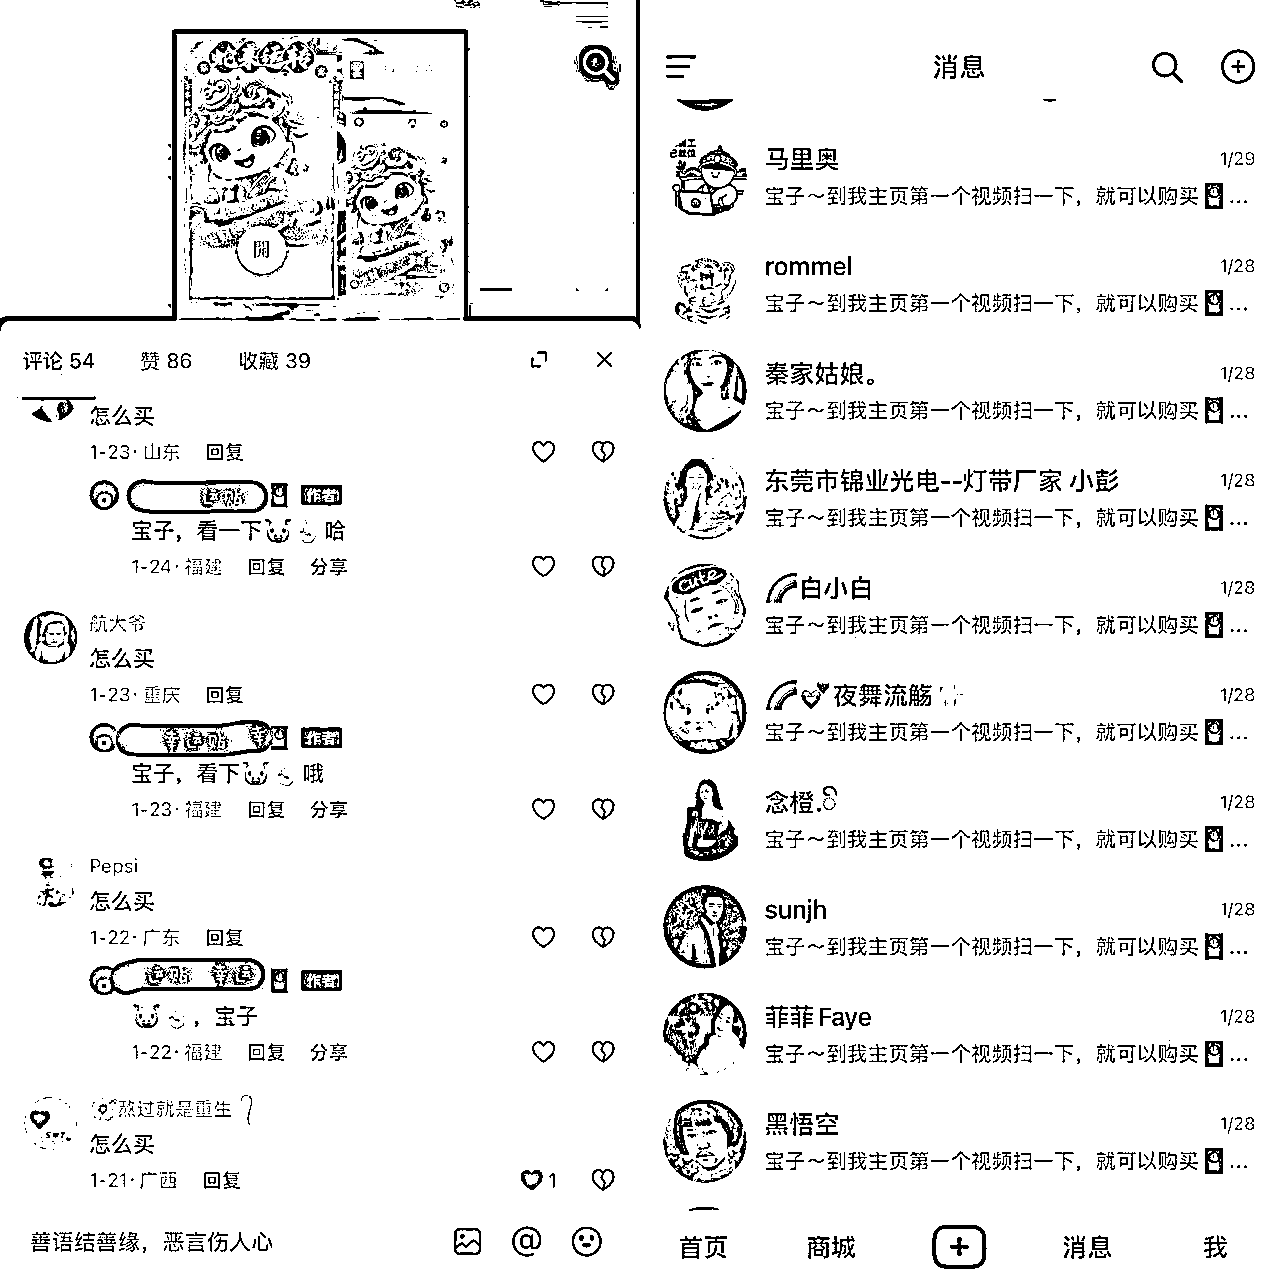 開
评论 54 赞 86 收藏 39
怎么买
1-23·山东 回复
作者
宝子，看一下 哈
1-24·福建 回复 分享
航大爷
怎么买
1-23·重庆 回复
作者
宝子，看下 哦
1-23·福建 回复 分享
Pepsi
怎么买
1-22·广东 回复
作者
，宝子
1-22·福建 回复 分享
熬过就是重生
怎么买
1-21·广西 回复
1
善语结善缘，恶言伤人心
消息
马里奥 1/29
宝子～到我主页第一个视频扫一下，就可以购买 ...
rommel 1/28
宝子～到我主页第一个视频扫一下，就可以购买 ...
秦家姑娘。 1/28
宝子～到我主页第一个视频扫一下，就可以购买 ...
东莞市锦业光电--灯带厂家 小彭 1/28
宝子～到我主页第一个视频扫一下，就可以购买 ...
cute
白小白 1/28
宝子～到我主页第一个视频扫一下，就可以购买 ...
夜舞流觞 1/28
宝子～到我主页第一个视频扫一下，就可以购买 ...
念橙. 1/28
宝子～到我主页第一个视频扫一下，就可以购买 ...
sunjh 1/28
宝子～到我主页第一个视频扫一下，就可以购买 ...
菲菲Faye 1/28
宝子～到我主页第一个视频扫一下，就可以购买 ...
黑悟空 1/28
宝子～到我主页第一个视频扫一下，就可以购买 ...
首页 商城 消息 我